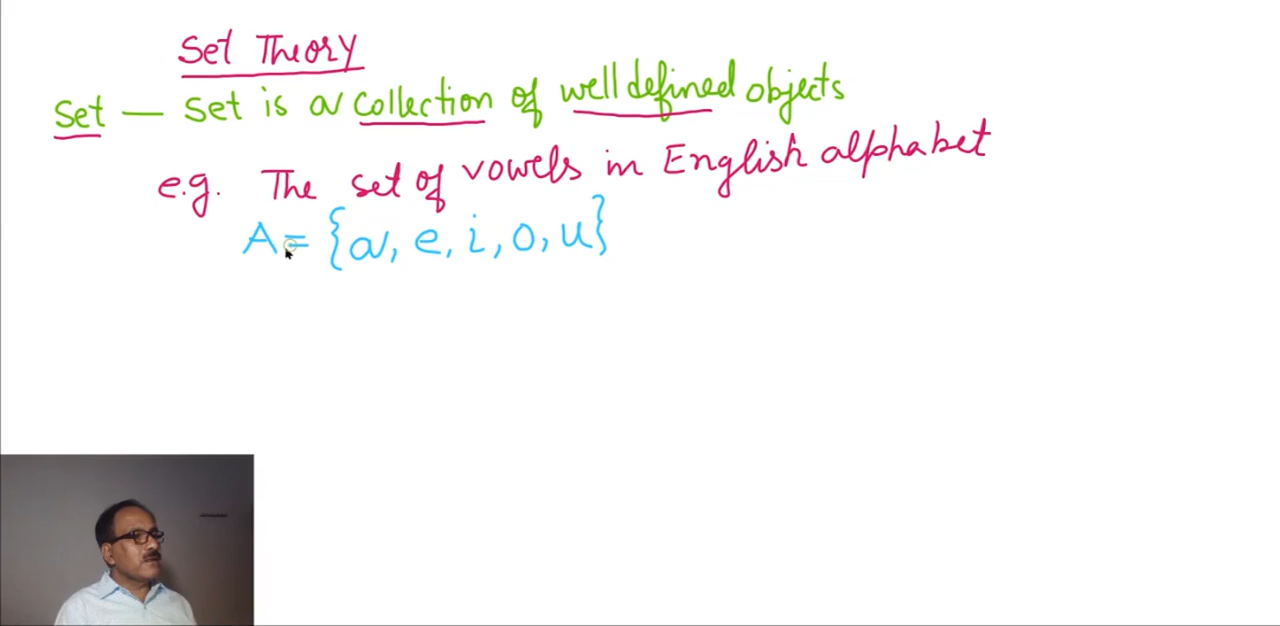 Set Theory
Set — Set is a collection of well defined objects
e.g. The set of vowels in English alphabet
A = {a, e, i, o, u}